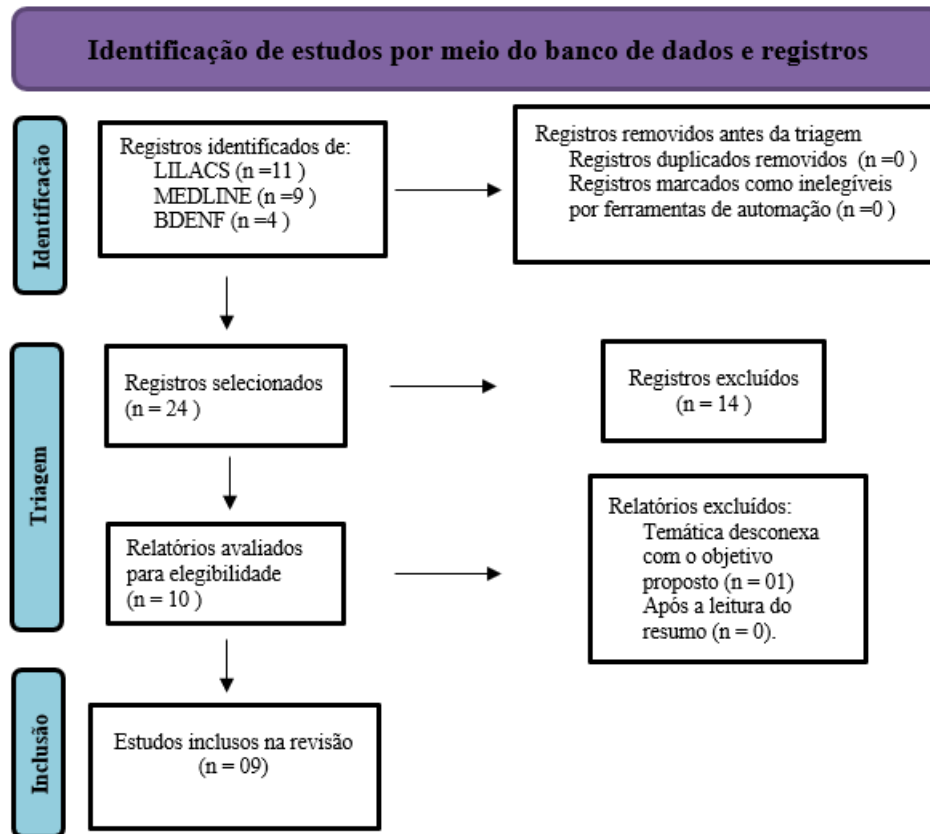 Identificação de estudos por meio do banco de dados e registros
Identificação
Registros identificados de:
LILACS (n =11 )
MEDLINE (n =9 )
BDENF (n =4 )
Registros removidos antes da triagem
Registros duplicados removidos (n =0 )
Registros marcados como inelegíveis
por ferramentas de automação (n =0 )
Triagem
Registros selecionados
(n = 24 )
Registros excluídos
(n = 14 )
Relatórios avaliados
para elegibilidade
(n = 10 )
Relatórios excluídos:
Temática desconexa
com o objetivo
proposto (n = 01)
Após a leitura do
resumo (n = 0).
Inclusão
Estudos inclusos na revisão
(n = 09)